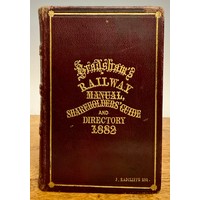 Bradshaw's
RAILWAY
MANUAL,
SHAREHOLDERS' GUIDE
AND
DIRECTORY
1882